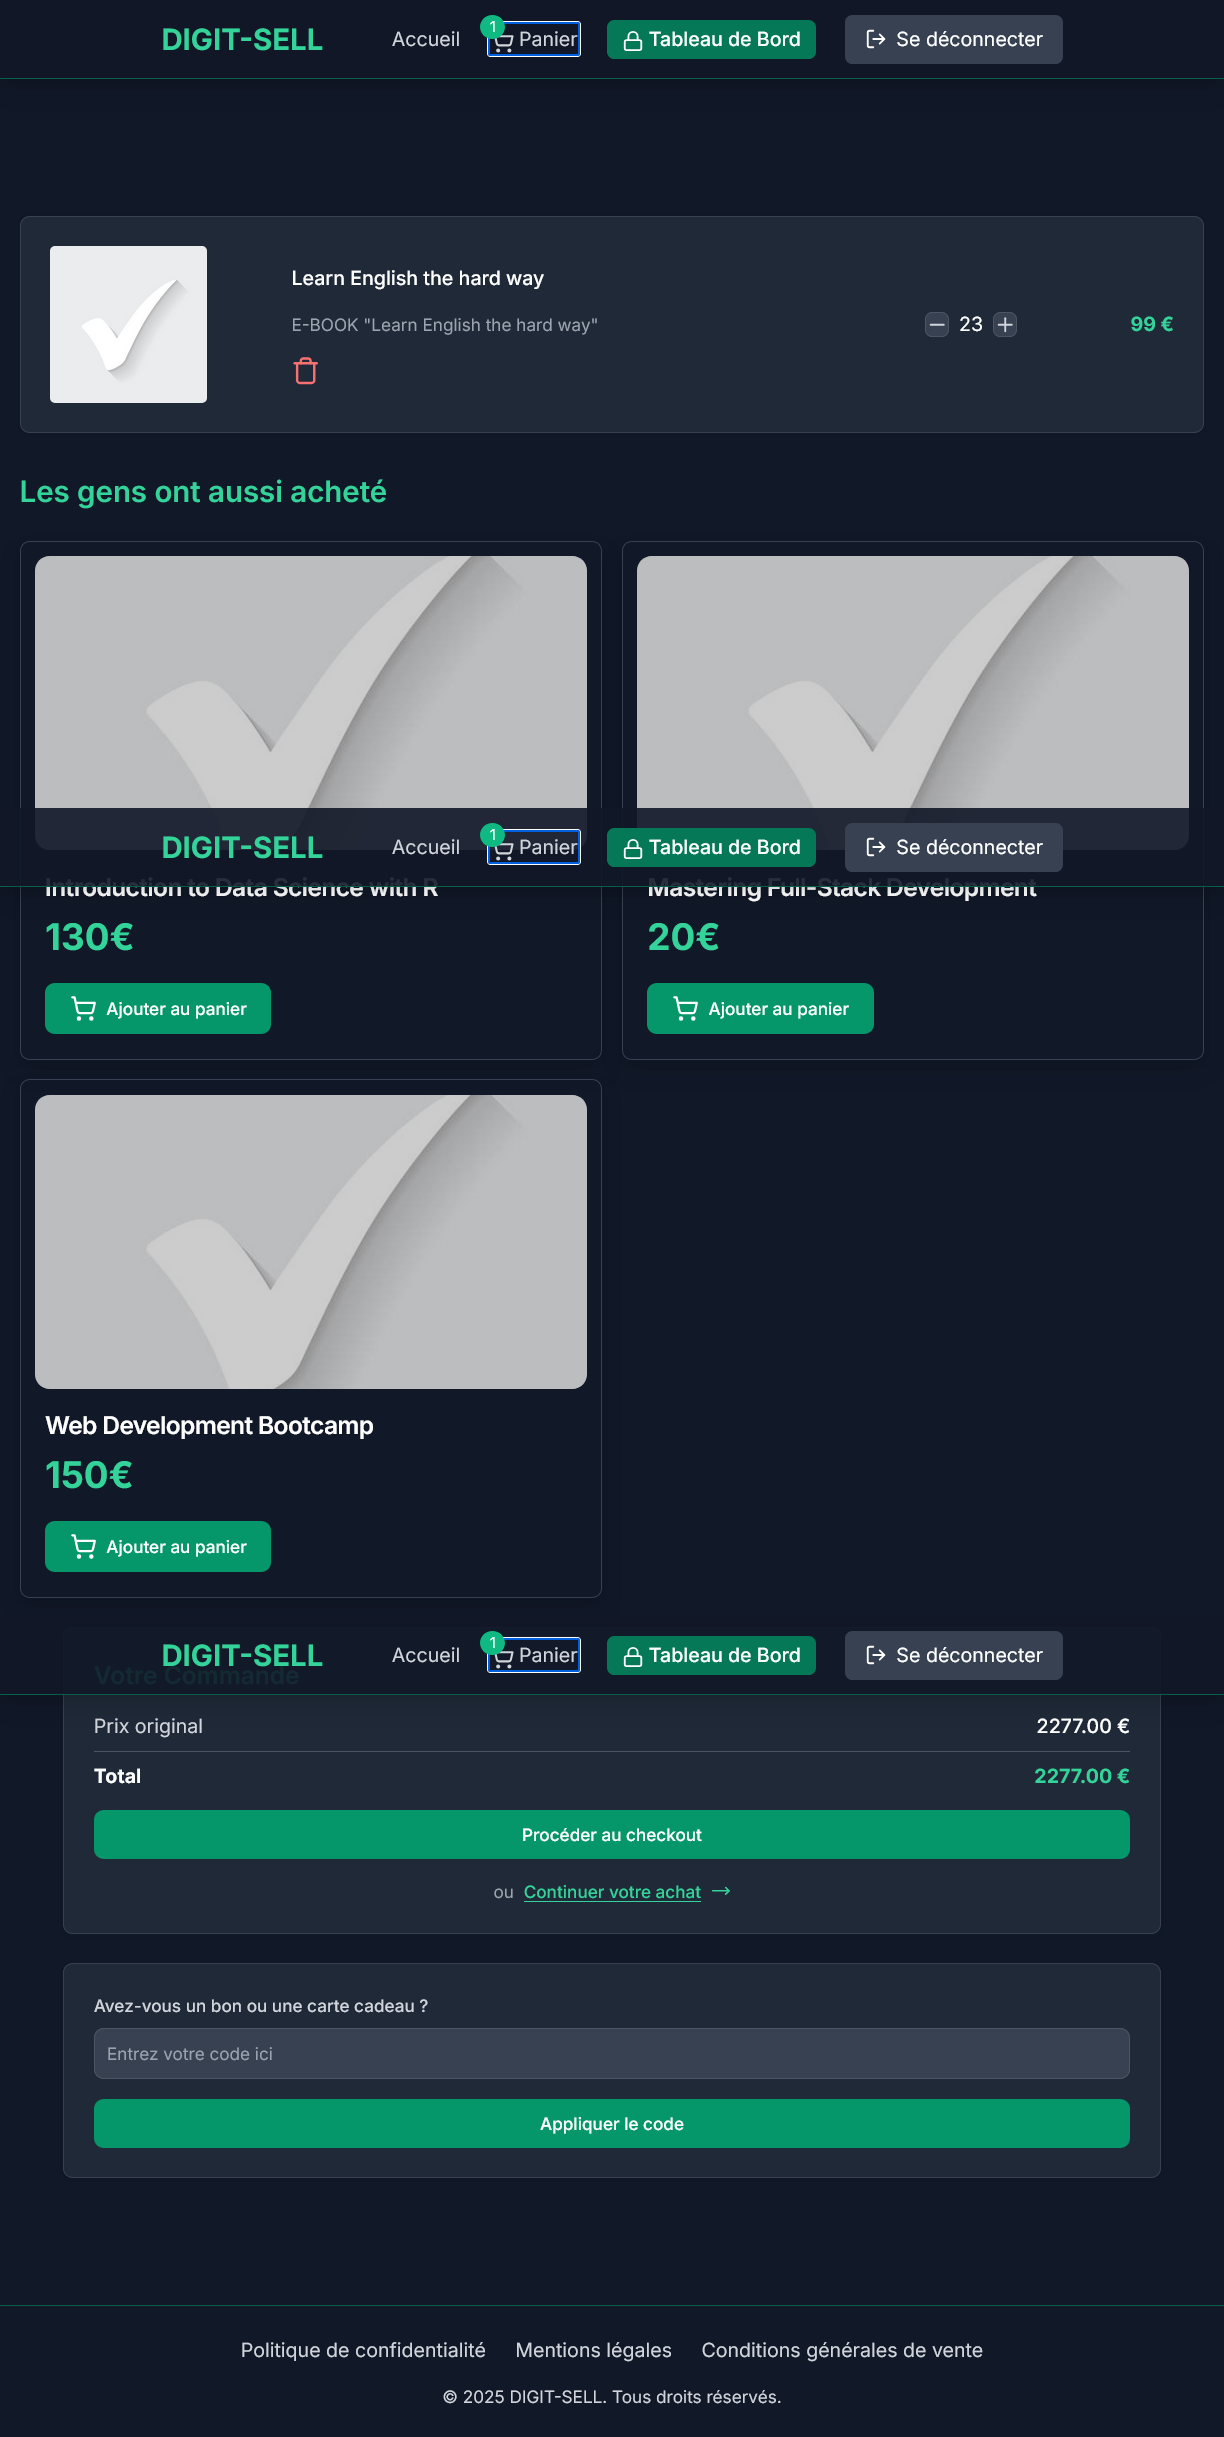 DIGIT-SELL Accueil 1 Panier Tableau de Bord Se déconnecter
Learn English the hard way
E-BOOK "Learn English the hard way"
23
99 €
Les gens ont aussi acheté
DIGIT-SELL Accueil 1 Panier Tableau de Bord Se déconnecter
Introduction to Data Science with R
130€
Ajouter au panier
Mastering Full-Stack Development
20€
Ajouter au panier
Web Development Bootcamp
150€
Ajouter au panier
DIGIT-SELL Accueil 1 Panier Tableau de Bord Se déconnecter
Votre Commande
Prix original 2277.00 €
Total 2277.00 €
Procéder au checkout
ou Continuer votre achat
Avez-vous un bon ou une carte cadeau ?
Entrez votre code ici
Appliquer le code
Politique de confidentialité Mentions légales Conditions générales de vente
© 2025 DIGIT-SELL. Tous droits réservés.